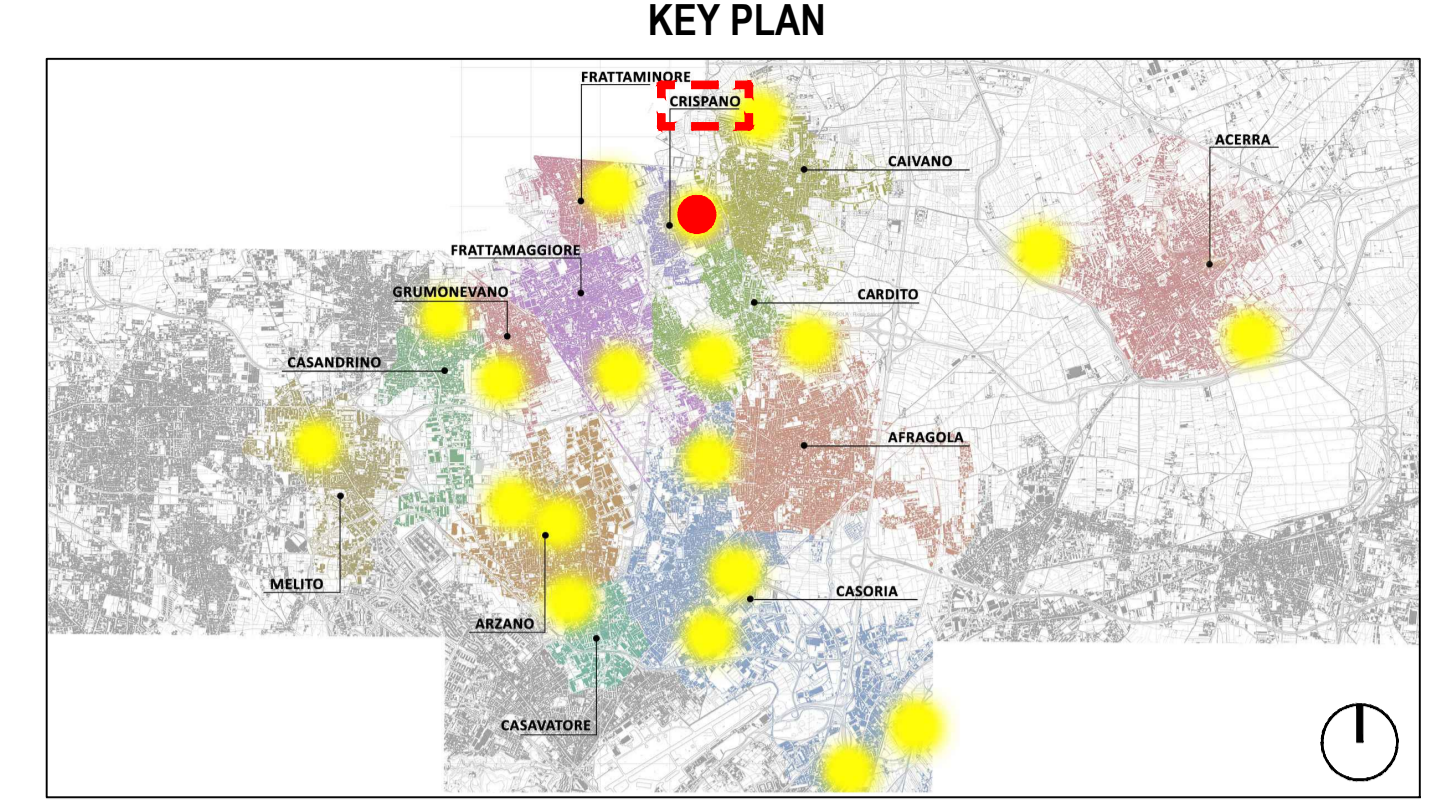 KEY PLAN
FRATTAMINORE
CRISPANO
ACERRA
CAIVANO
FRATTAMAGGIORE
GRUMONEVANO
CARDITO
CASANDRINO
AFRAGOLA
MELITO
CASORIA
ARZANO
CASAVATORE